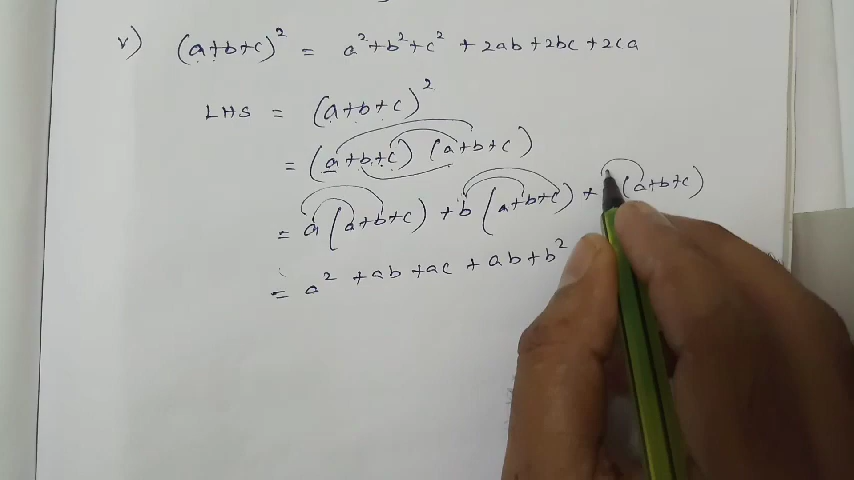 v) (a+b+c)² = a²+b²+c² + 2ab+2bc+2ca
LHS = (a+b+c)²
= (a+b+c) (a+b+c)
= a(a+b+c) + b(a+b+c) + (a+b+c)
= a² + ab + ac + ab + b²